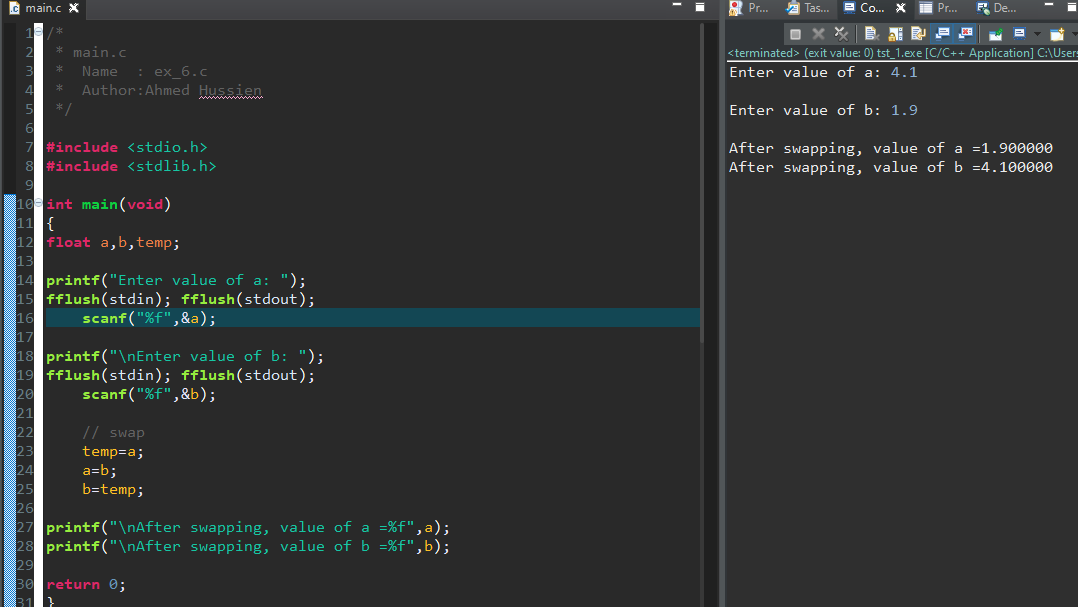 main.c
1 /*
2  * main.c
3  *  Name  : ex_6.c
4  *  Author:Ahmed Hussien
5  */
6
7 #include <stdio.h>
8 #include <stdlib.h>
9
10 int main(void)
11 {
12 float a,b,temp;
13
14 printf("Enter value of a: ");
15 fflush(stdin); fflush(stdout);
16     scanf("%f",&a);
17
18 printf("\nEnter value of b: ");
19 fflush(stdin); fflush(stdout);
20     scanf("%f",&b);
21
22     // swap
23     temp=a;
24     a=b;
25     b=temp;
26
27 printf("\nAfter swapping, value of a =%f",a);
28 printf("\nAfter swapping, value of b =%f",b);
29
30 return 0;
31 }
Pr... Tas... Co... Pr... De...
<terminated> (exit value: 0) tst_1.exe [C/C++ Application] C:\Users
Enter value of a: 4.1
Enter value of b: 1.9
After swapping, value of a =1.900000
After swapping, value of b =4.100000